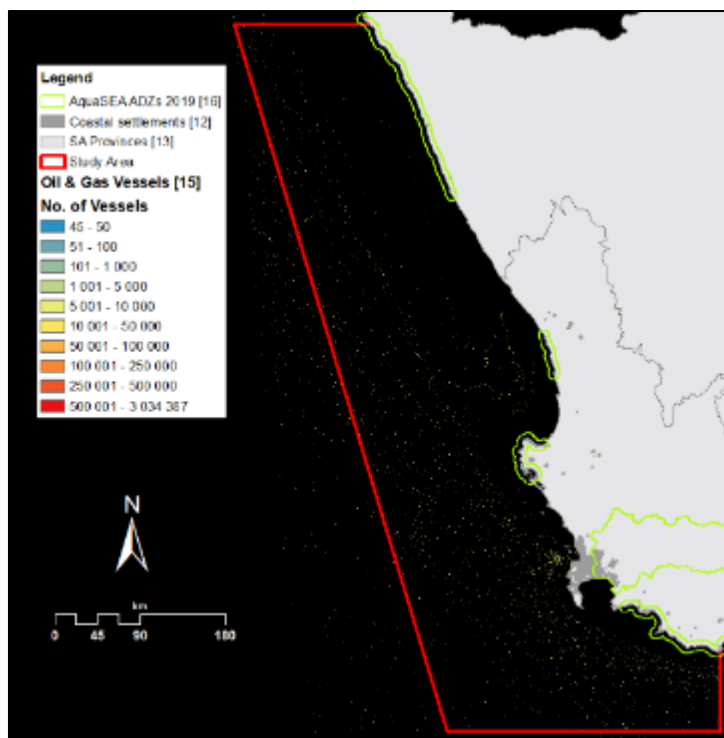 Legend
AquaSEA ADZs 2019 [16]
Coastal settlements [12]
SA Provinces [13]
Study Area
Oil & Gas Vessels [15]
No. of Vessels
45 - 50
51 - 100
101 - 1 000
1 001 - 5 000
5 001 - 10 000
10 001 - 50 000
50 001 - 100 000
100 001 - 250 000
250 001 - 500 000
500 001 - 3 034 387
N
km
0 45 90 180